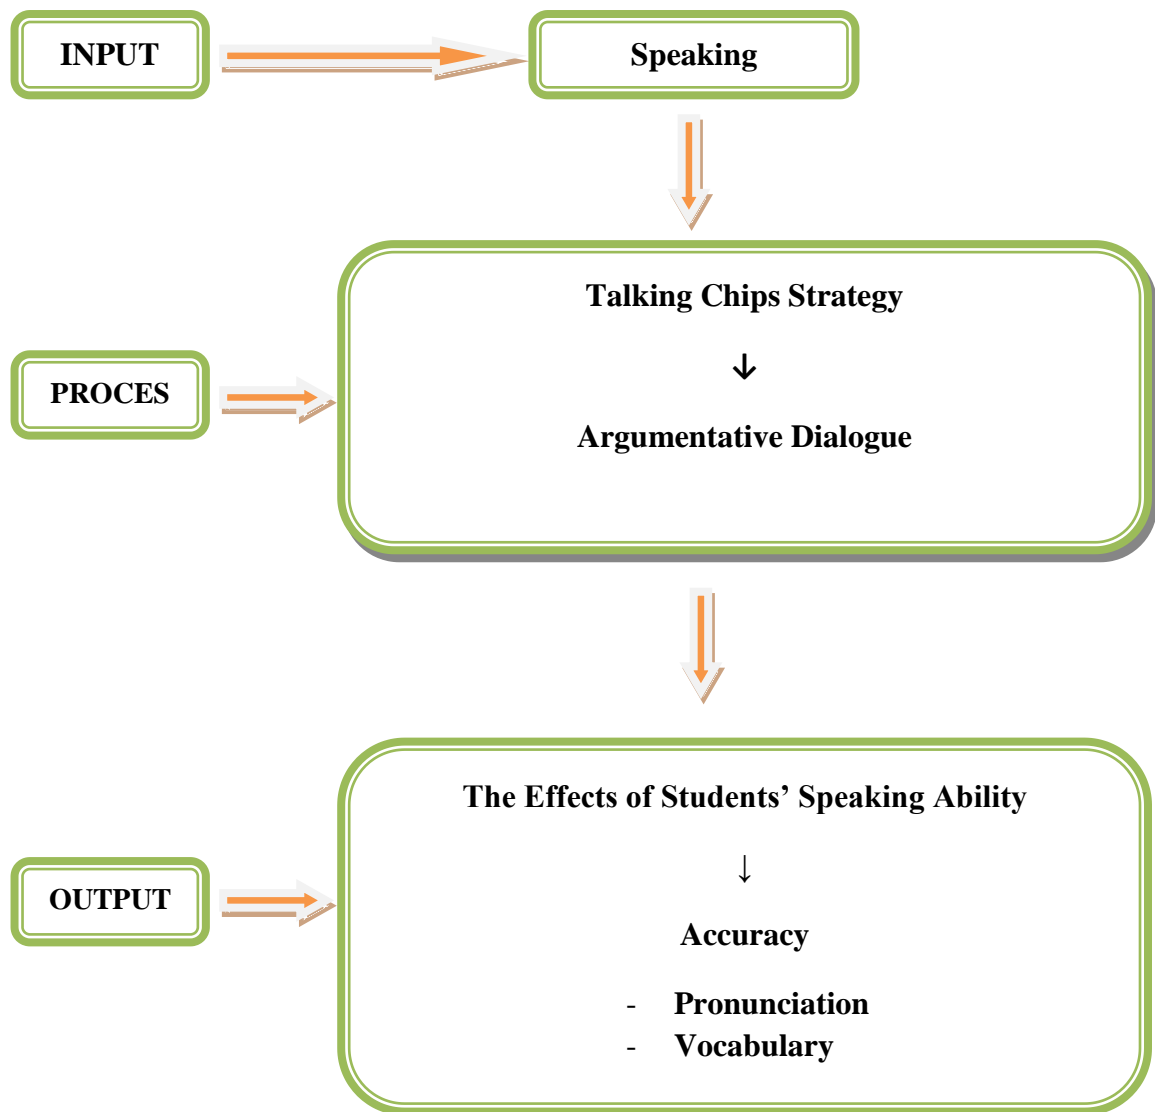 INPUT
Speaking
Talking Chips Strategy
↓
PROCES
Argumentative Dialogue
The Effects of Students’ Speaking Ability
↓
OUTPUT
Accuracy
- Pronunciation
- Vocabulary